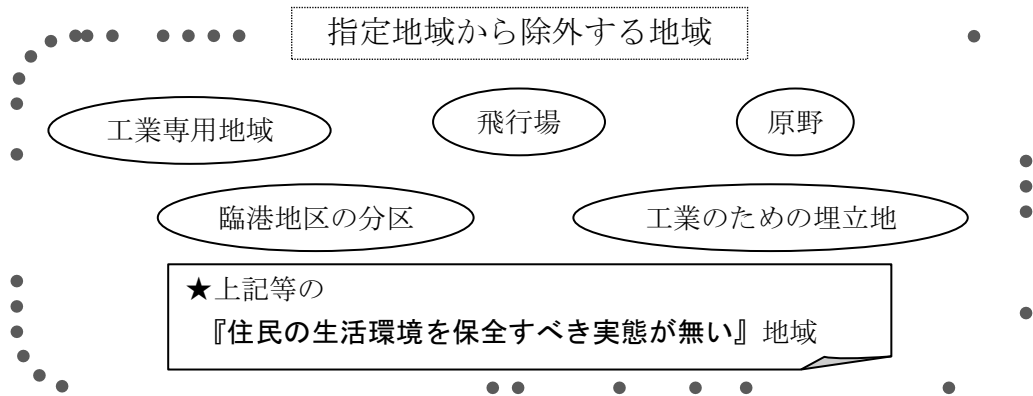 指定地域から除外する地域
工業専用地域
飛行場
原野
臨港地区の分区
工業のための埋立地
★上記等の
『住民の生活環境を保全すべき実態が無い』地域